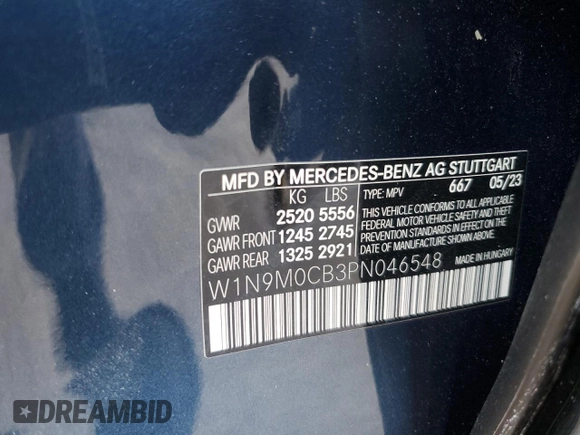 MFD BY MERCEDES-BENZ AG STUTTGART
KG LBS
TYPE: MPV 667 05/23
GVWR 2520 5556
GAWR FRONT 1245 2745
GAWR REAR 1325 2921
THIS VEHICLE CONFORMS TO ALL APPLICABLE
FEDERAL MOTOR VEHICLE SAFETY AND THEFT
PREVENTION STANDARDS IN EFFECT ON THE DATE
OF MANUFACTURE SHOWN ABOVE.
W1N9M0CB3PN046548 MADE IN HUNGARY
DREAMBID